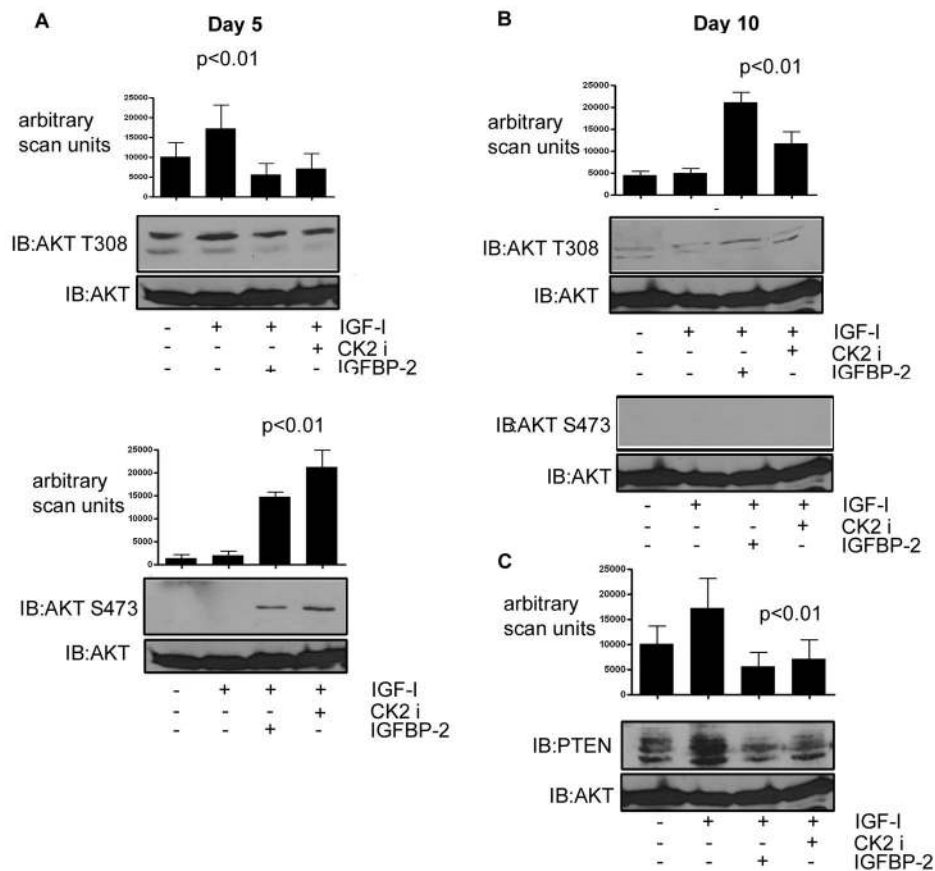 A
Day 5
p<0.01
arbitrary
scan units
25000
20000
15000
10000
5000
0
IB:AKT T308
IB:AKT
- + + + IGF-I
- - - + CK2 i
- - + - IGFBP-2
p<0.01
arbitrary
scan units
25000
20000
15000
10000
5000
0
IB:AKT S473
IB:AKT
- + + + IGF-I
- - - + CK2 i
- - + - IGFBP-2
B
Day 10
p<0.01
arbitrary
scan units
25000
20000
15000
10000
5000
0
-
IB:AKT T308
IB:AKT
- + + + IGF-I
- - - + CK2 i
- - + - IGFBP-2
IB:AKT S473
IB:AKT
- + + + IGF-I
- - - + CK2 i
- - + - IGFBP-2
C
p<0.01
arbitrary
scan units
25000
20000
15000
10000
5000
0
IB:PTEN
IB:AKT
- + + + IGF-I
- - - + CK2 i
- - + - IGFBP-2